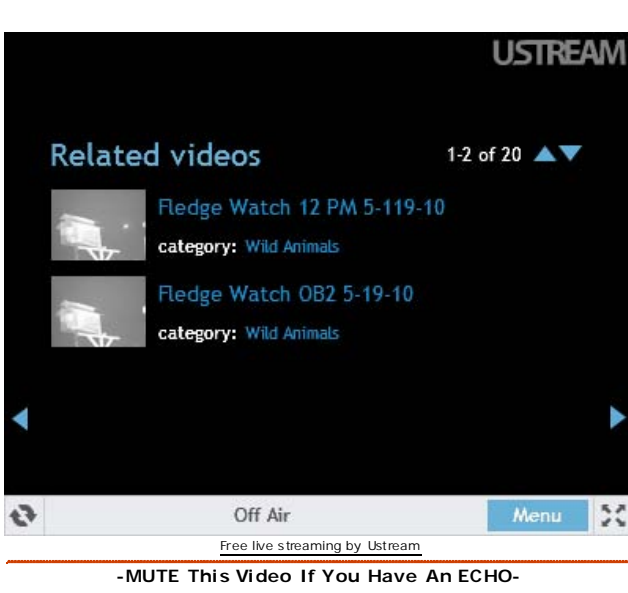 USTREAM
Related videos
1-2 of 20
Fledge Watch 12 PM 5-119-10
category: Wild Animals
Fledge Watch OB2 5-19-10
category: Wild Animals
Off Air
Menu
Free live streaming by Ustream
-MUTE This Video If You Have An ECHO-